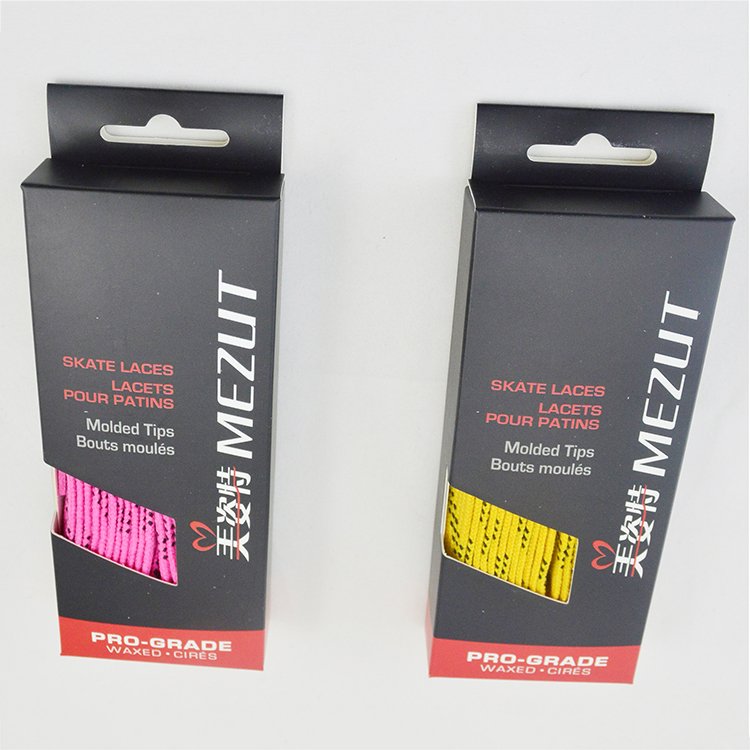 SKATE LACES
LACETS
POUR PATINS
Molded Tips
Bouts moulés
美姿特 MEZUT
PRO-GRADE
WAXED · CIRÉS
SKATE LACES
LACETS
POUR PATINS
Molded Tips
Bouts moulés
美姿特 MEZUT
PRO-GRADE
WAXED · CIRÉS